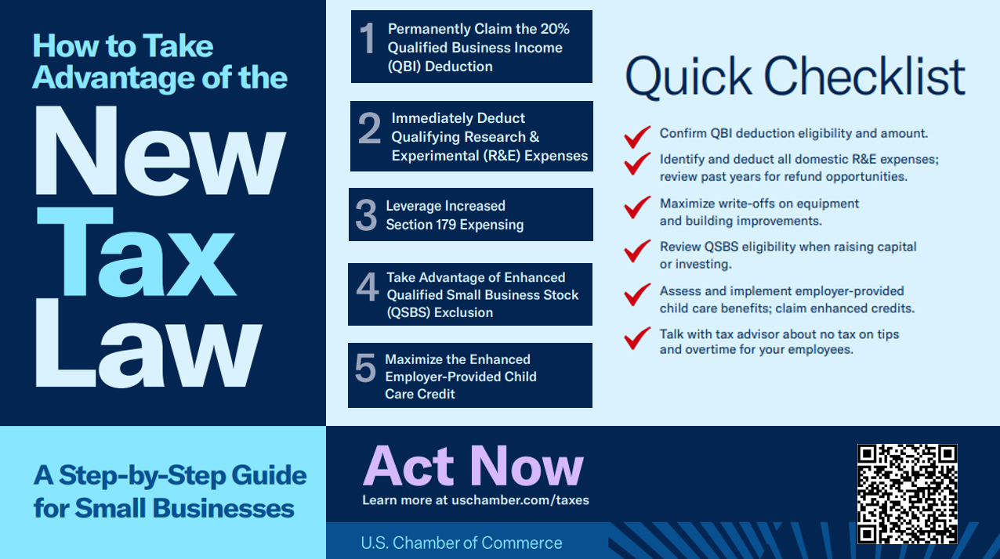 How to Take
Advantage of the
New
Tax
Law
A Step-by-Step Guide
for Small Businesses
1
Permanently Claim the 20%
Qualified Business Income
(QBI) Deduction
2
Immediately Deduct
Qualifying Research &
Experimental (R&E) Expenses
3
Leverage Increased
Section 179 Expensing
4
Take Advantage of Enhanced
Qualified Small Business Stock
(QSBS) Exclusion
5
Maximize the Enhanced
Employer-Provided Child
Care Credit
Quick Checklist
Confirm QBI deduction eligibility and amount.
Identify and deduct all domestic R&E expenses;
review past years for refund opportunities.
Maximize write-offs on equipment
and building improvements.
Review QSBS eligibility when raising capital
or investing.
Assess and implement employer-provided
child care benefits; claim enhanced credits.
Talk with tax advisor about no tax on tips
and overtime for your employees.
Act Now
Learn more at uschamber.com/taxes
U.S. Chamber of Commerce